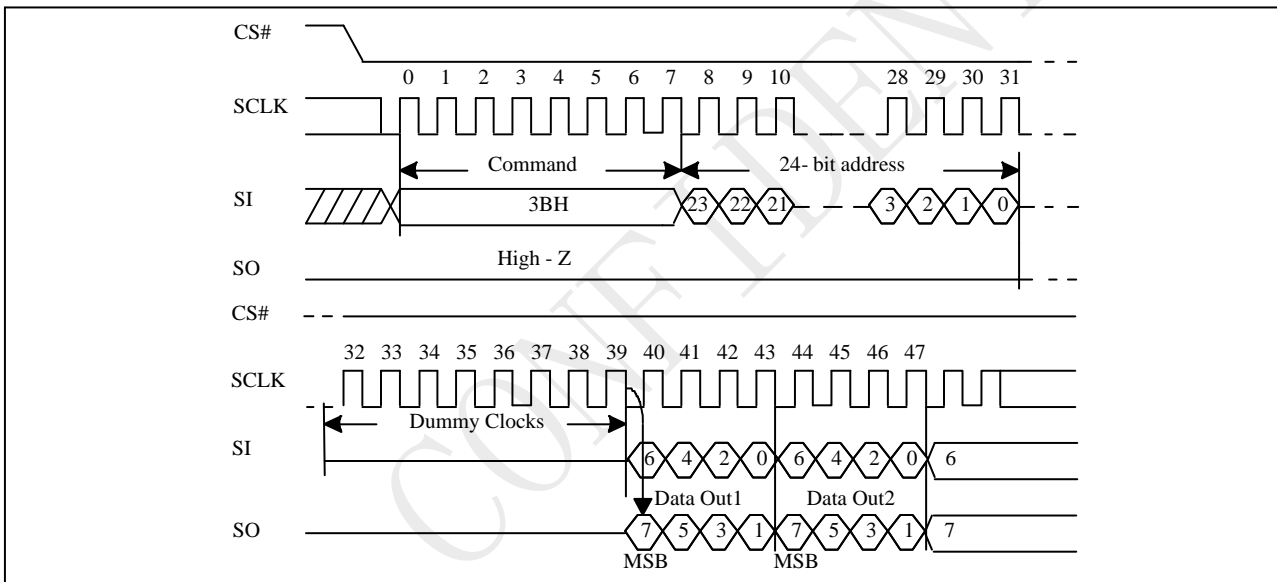 CS#
0 1 2 3 4 5 6 7 8 9 10 28 29 30 31
SCLK
Command 24- bit address
SI 3BH 23 22 21 3 2 1 0
High - Z
SO
CS#
32 33 34 35 36 37 38 39 40 41 42 43 44 45 46 47
SCLK
Dummy Clocks
SI 6 4 2 0 6 4 2 0 6
Data Out1 Data Out2
SO 7 5 3 1 7 5 3 1 7
MSB MSB